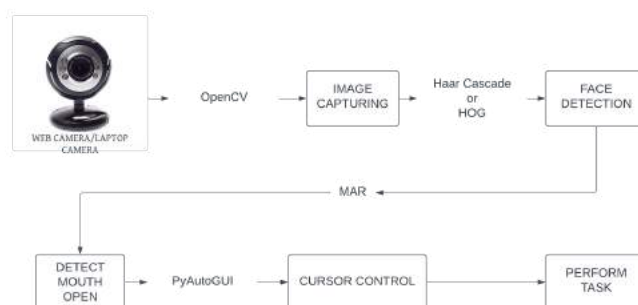 WEB CAMERA/LAPTOP
CAMERA
OpenCV
IMAGE
CAPTURING
Haar Cascade
or
HOG
FACE
DETECTION
MAR
DETECT
MOUTH
OPEN
PyAutoGUI
CURSOR CONTROL
PERFORM
TASK